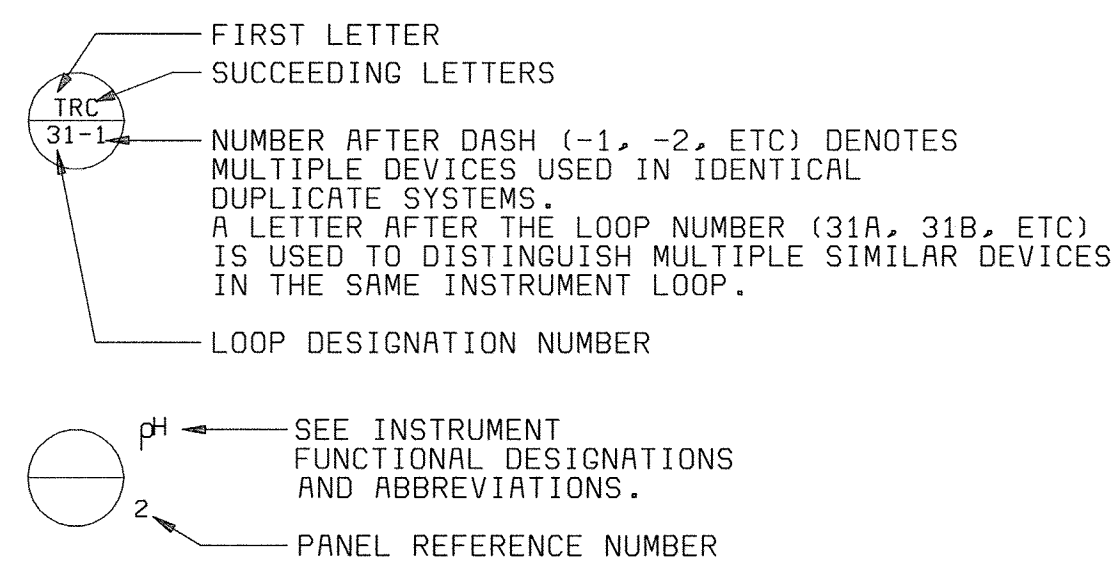 FIRST LETTER
SUCCEEDING LETTERS
TRC
31-1
NUMBER AFTER DASH (-1, -2, ETC) DENOTES
MULTIPLE DEVICES USED IN IDENTICAL
DUPLICATE SYSTEMS.
A LETTER AFTER THE LOOP NUMBER (31A, 31B, ETC)
IS USED TO DISTINGUISH MULTIPLE SIMILAR DEVICES
IN THE SAME INSTRUMENT LOOP.
LOOP DESIGNATION NUMBER
pH
SEE INSTRUMENT
FUNCTIONAL DESIGNATIONS
AND ABBREVIATIONS.
2
PANEL REFERENCE NUMBER